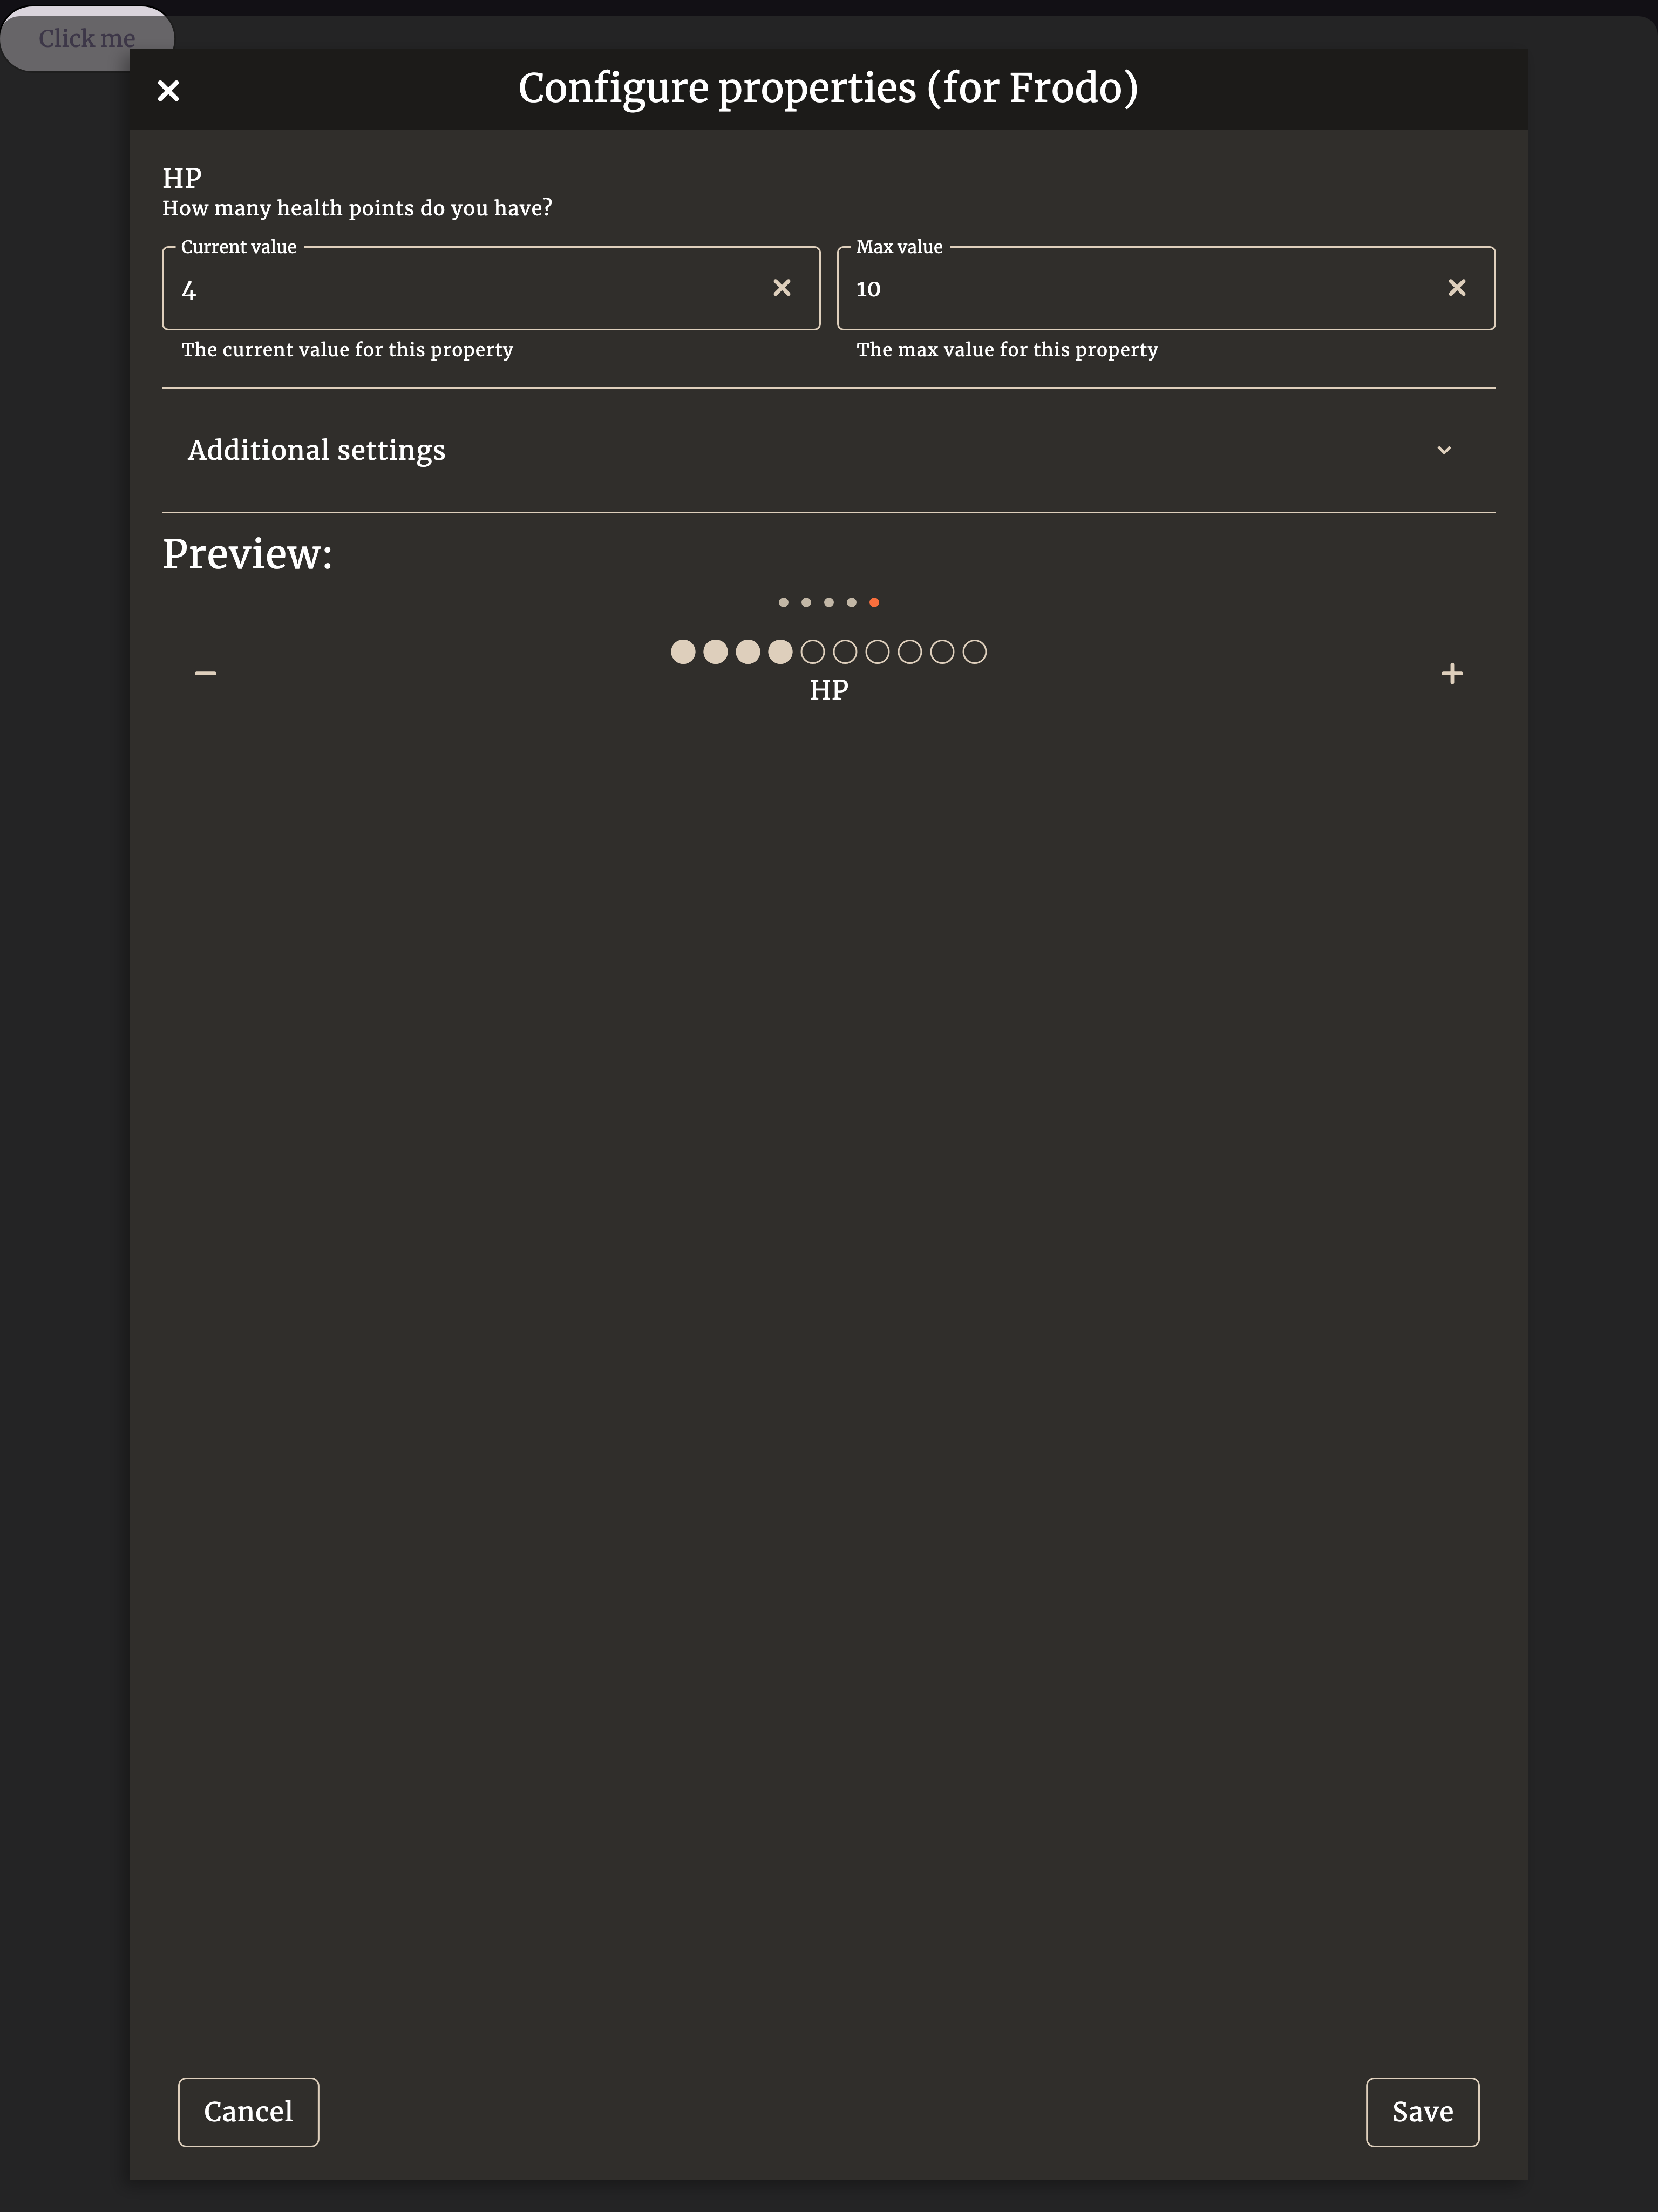 Click me
Configure properties (for Frodo)
HP
How many health points do you have?
Current value
Max value
4
10
The current value for this property
The max value for this property
Additional settings
Preview:
HP
Cancel
Save